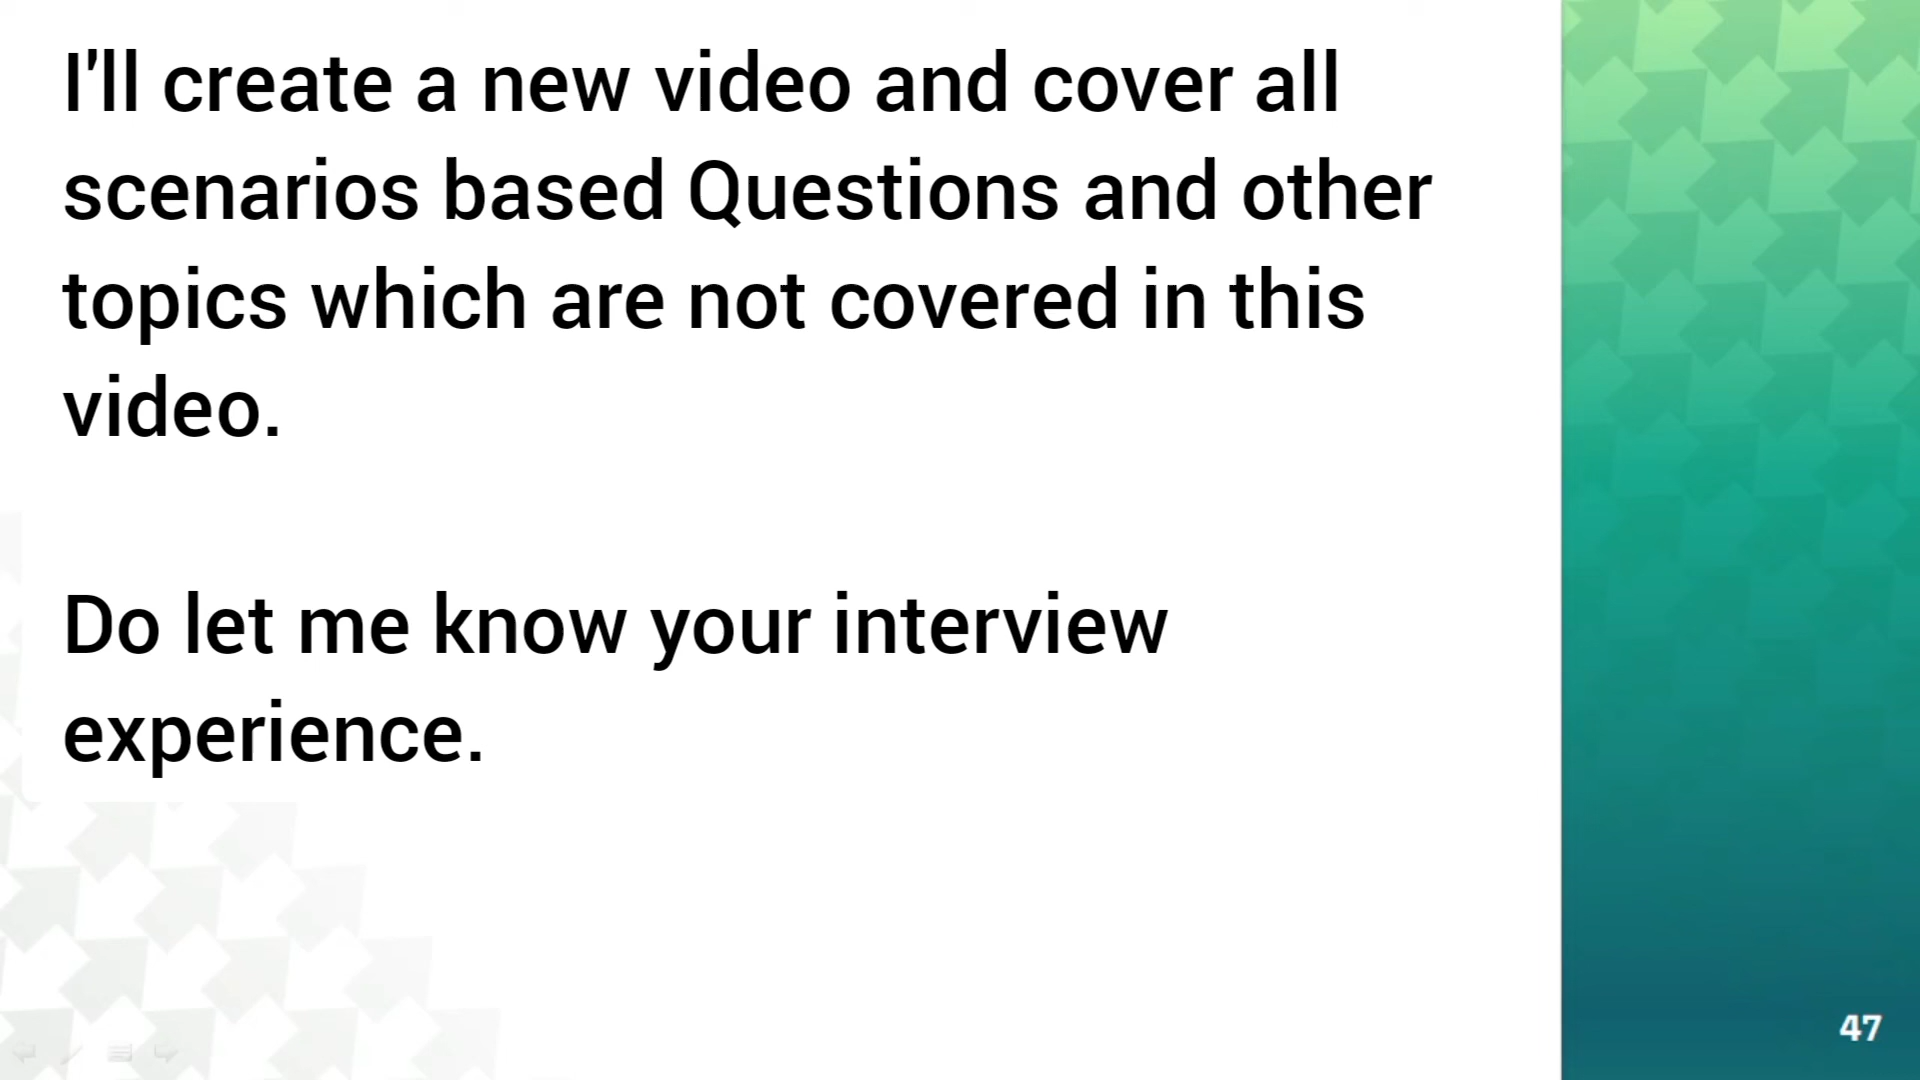 I'll create a new video and cover all
scenarios based Questions and other
topics which are not covered in this
video.
Do let me know your interview
experience.
47